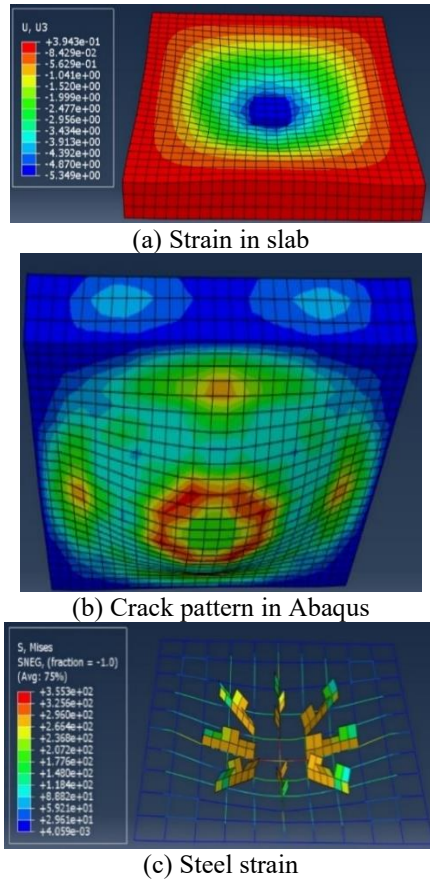 U, U3
+3.943e-01
-8.429e-02
-5.629e-01
-1.041e+00
-1.520e+00
-1.999e+00
-2.477e+00
-2.956e+00
-3.434e+00
-3.913e+00
-4.392e+00
-4.870e+00
-5.349e+00
(a) Strain in slab
(b) Crack pattern in Abaqus
S, Mises
SNEG, (fraction = -1.0)
(Avg: 75%)
+3.553e+02
+3.256e+02
+2.960e+02
+2.664e+02
+2.368e+02
+2.072e+02
+1.776e+02
+1.480e+02
+1.184e+02
+8.882e+01
+5.921e+01
+2.961e+01
+4.059e-03
(c) Steel strain